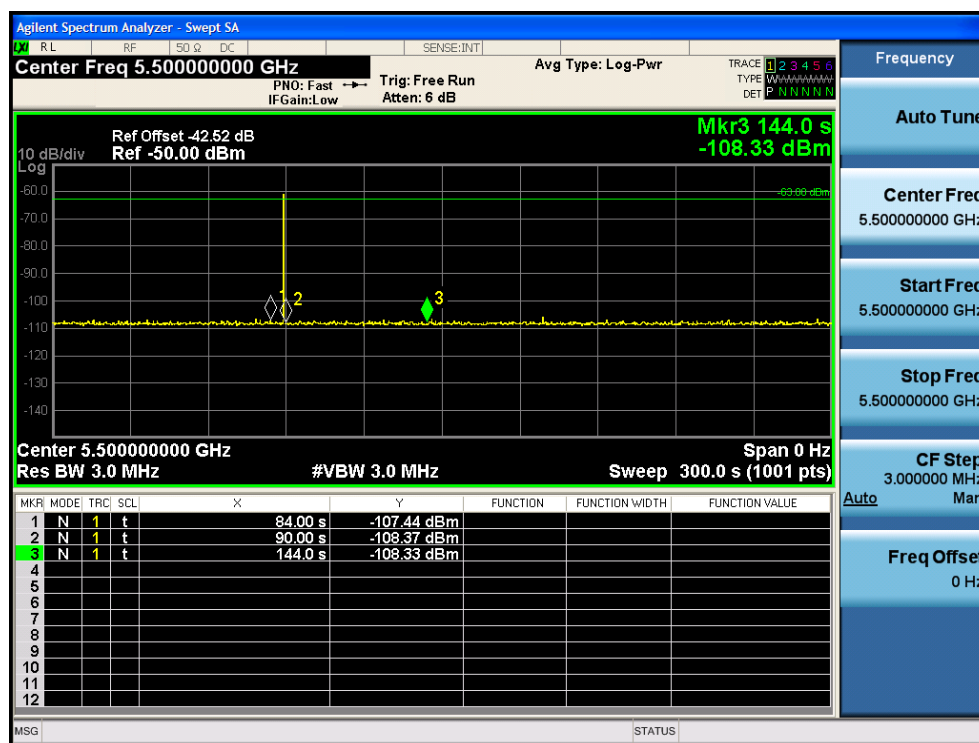 Agilent Spectrum Analyzer - Swept SA
LXI RL RF 50 Ω DC SENSE:INT
Center Freq 5.500000000 GHz
PNO: Fast
IFGain:Low
Trig: Free Run
Atten: 6 dB
Avg Type: Log-Pwr
TRACE 1 2 3 4 5 6
TYPE WWWWWW
DET P N N N N N
Ref Offset -42.52 dB
Ref -50.00 dBm
10 dB/div
Log
Mkr3 144.0 s
-108.33 dBm
-60.0
-63.00 dBm
-70.0
-80.0
-90.0
-100
-110
-120
-130
-140
1 2 3
Center 5.500000000 GHz Span 0 Hz
Res BW 3.0 MHz #VBW 3.0 MHz Sweep 300.0 s (1001 pts)
MKR MODE TRC SCL X Y FUNCTION FUNCTION WIDTH FUNCTION VALUE
1 N 1 t 84.00 s -107.44 dBm
2 N 1 t 90.00 s -108.37 dBm
3 N 1 t 144.0 s -108.33 dBm
4
5
6
7
8
9
10
11
12
MSG STATUS
Frequency
Auto Tune
Center Freq
5.500000000 GHz
Start Freq
5.500000000 GHz
Stop Freq
5.500000000 GHz
CF Step
3.000000 MHz
Auto Man
Freq Offset
0 Hz